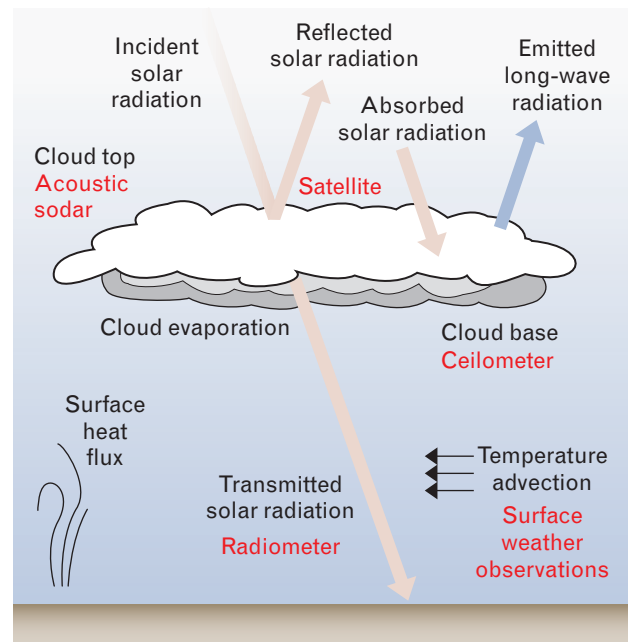 Incident
solar
radiation
Reflected
solar radiation
Emitted
long-wave
radiation
Absorbed
solar radiation
Cloud top
Acoustic
sodar
Satellite
Cloud evaporation
Cloud base
Ceilometer
Surface
heat
flux
Transmitted
solar radiation
Radiometer
Temperature
advection
Surface
weather
observations